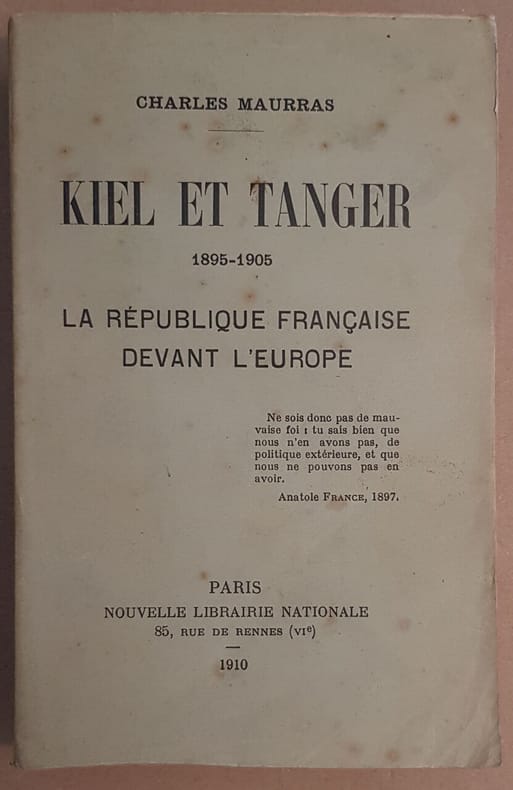 CHARLES MAURRAS
KIEL ET TANGER
1895-1905
LA RÉPUBLIQUE FRANÇAISE
DEVANT L'EUROPE
Ne sois donc pas de mau-
vaise foi : tu sais bien que
nous n'en avons pas, de
politique extérieure, et que
nous ne pouvons pas en
avoir.
Anatole FRANCE, 1897.
PARIS
NOUVELLE LIBRAIRIE NATIONALE
85, RUE DE RENNES (VIe)
1910